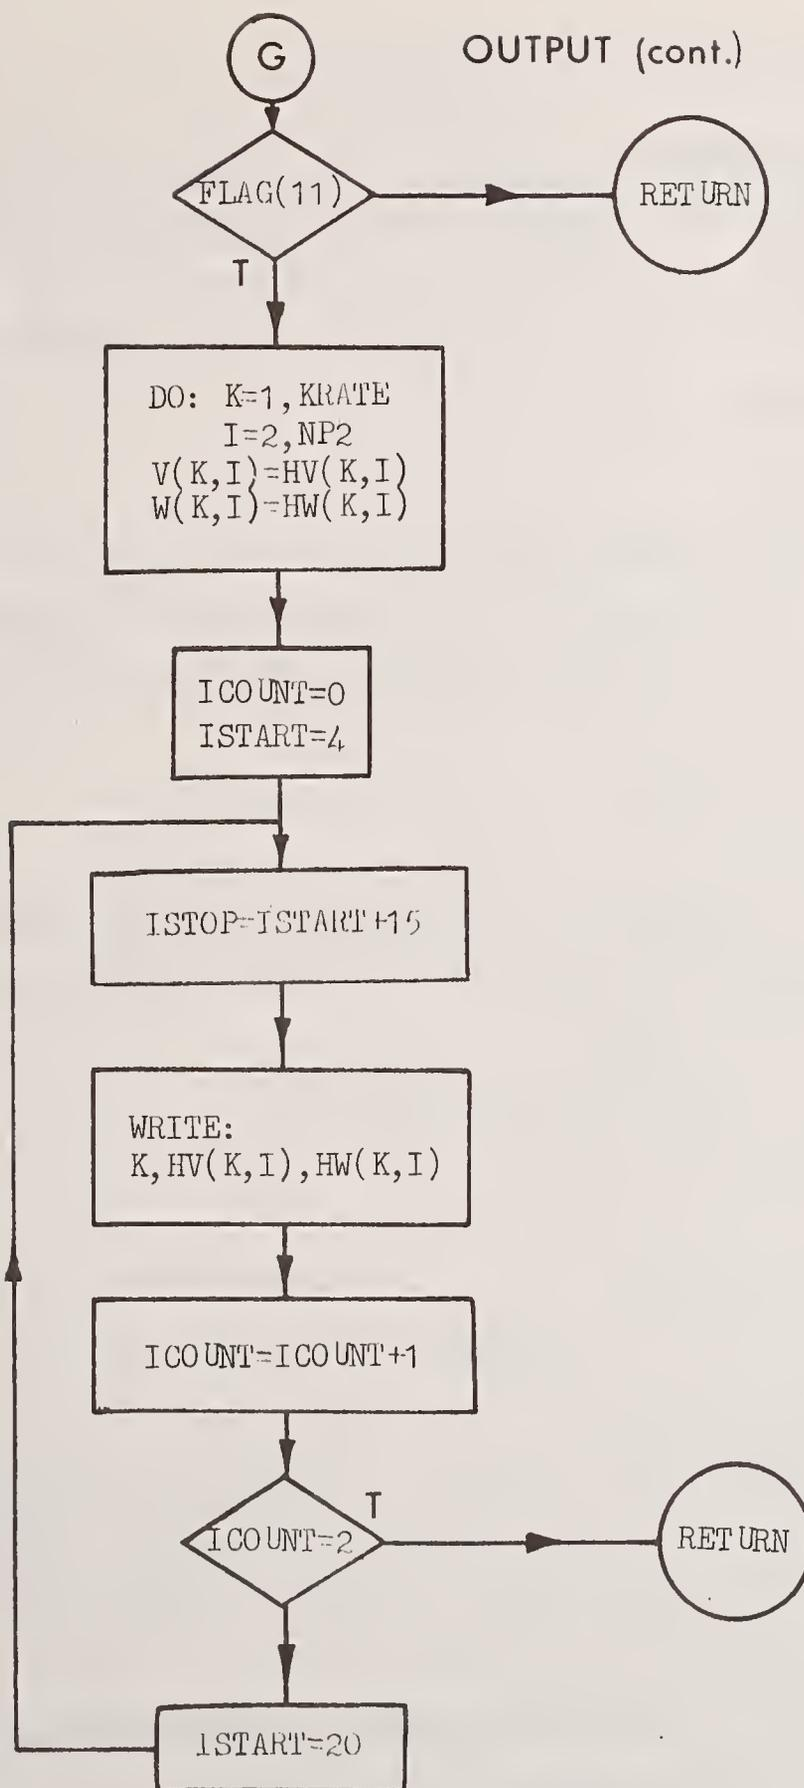 G
OUTPUT (cont.)
FLAG(11)
RETURN
T
DO: K=1,KRATE
I=2,NP2
V(K,I)=HV(K,I)
W(K,I)=HW(K,I)
ICOUNT=0
ISTART=4
ISTOP=ISTART+15
WRITE:
K,HV(K,I),HW(K,I)
ICOUNT=ICOUNT+1
T
ICOUNT=2
RETURN
ISTART=20